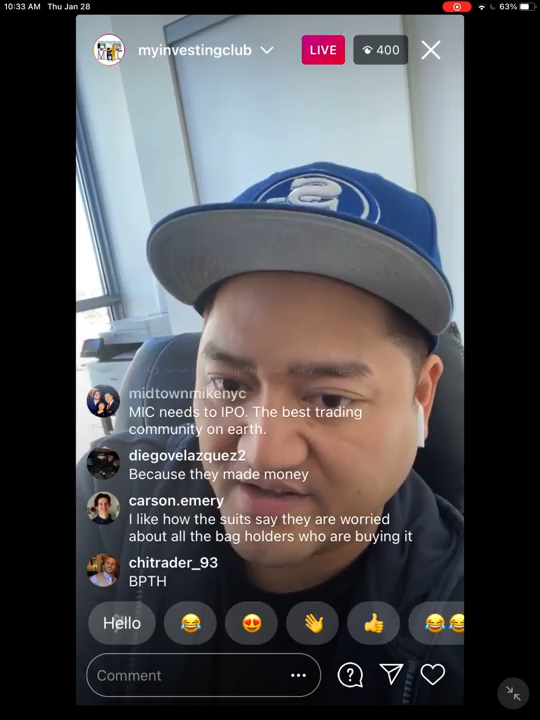 10:33 AM Thu Jan 28
63%
myinvestingclub
LIVE
400
midtownmikenyc
MIC needs to IPO. The best trading
community on earth.
diegovelazquez2
Because they made money
carson.emery
I like how the suits say they are worried
about all the bag holders who are buying it
chitrader_93
BPTH
Hello
Comment